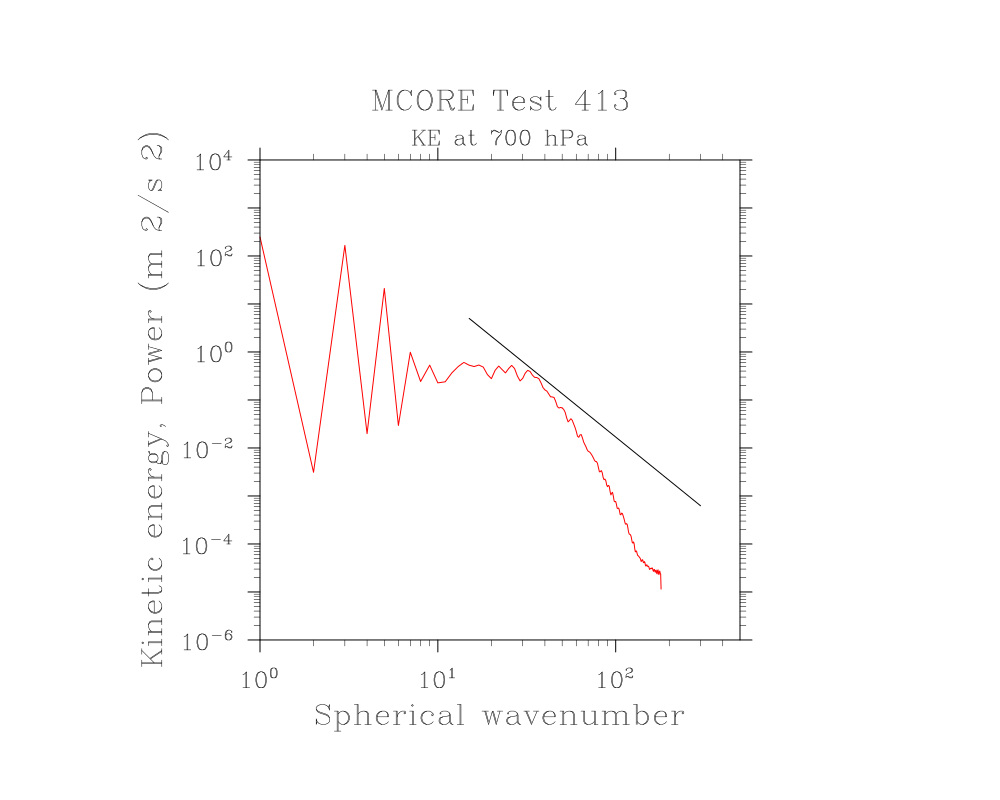 MCORE Test 413
KE at 700 hPa
Kinetic energy, Power (m 2/s 2)
10⁴
10²
10⁰
10⁻²
10⁻⁴
10⁻⁶
10⁰ 10¹ 10²
Spherical wavenumber